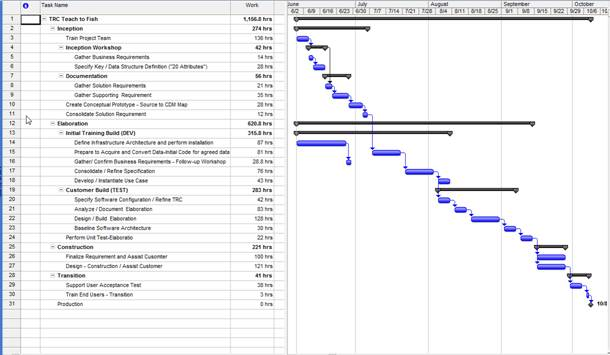 Task Name Work June July August September October
6/2 6/9 6/16 6/23 6/30 7/7 7/14 7/21 7/28 8/4 8/11 8/18 8/25 9/1 9/8 9/15 9/22 9/29 10/6
1 TRC Teach to Fish 1,156.8 hrs
2 Inception 274 hrs
3 Train Project Team 136 hrs
4 Inception Workshop 42 hrs
5 Gather Business Requirements 14 hrs
6 Specify Key / Data Structure Definition ("20 Attributes") 28 hrs
7 Documentation 56 hrs
8 Gather Solution Requirements 21 hrs
9 Gather Supporting Requirement 35 hrs
10 Create Conceptual Prototype - Source to CDM Map 28 hrs
11 Consolidate Solution Requirement 12 hrs
12 Elaboration 620.8 hrs
13 Initial Training Build (DEV) 315.8 hrs
14 Define Infrastructure Architecture and perform installation 87 hrs
15 Prepare to Acquire and Convert Data-Initial Code for agreed data 81 hrs
16 Gather/ Confirm Business Requirements - Follow-up Workshop 28.8 hrs
17 Consolidate / Refine Specification 76 hrs
18 Develop / Instantiate Use Case 43 hrs
19 Customer Build (TEST) 283 hrs
20 Specify Software Configuration / Refine TRC 42 hrs
21 Analyze / Document Elaboration 83 hrs
22 Design / Build Elaboration 128 hrs
23 Baseline Software Architecture 30 hrs
24 Perform Unit Test-Elaboratio 22 hrs
25 Construction 221 hrs
26 Finalize Requirement and Assist Cusomter 100 hrs
27 Design - Construction / Assist Customer 121 hrs
28 Transition 41 hrs
29 Support User Acceptance Test 38 hrs
30 Train End Users - Transition 3 hrs
31 Production 0 hrs 10/8